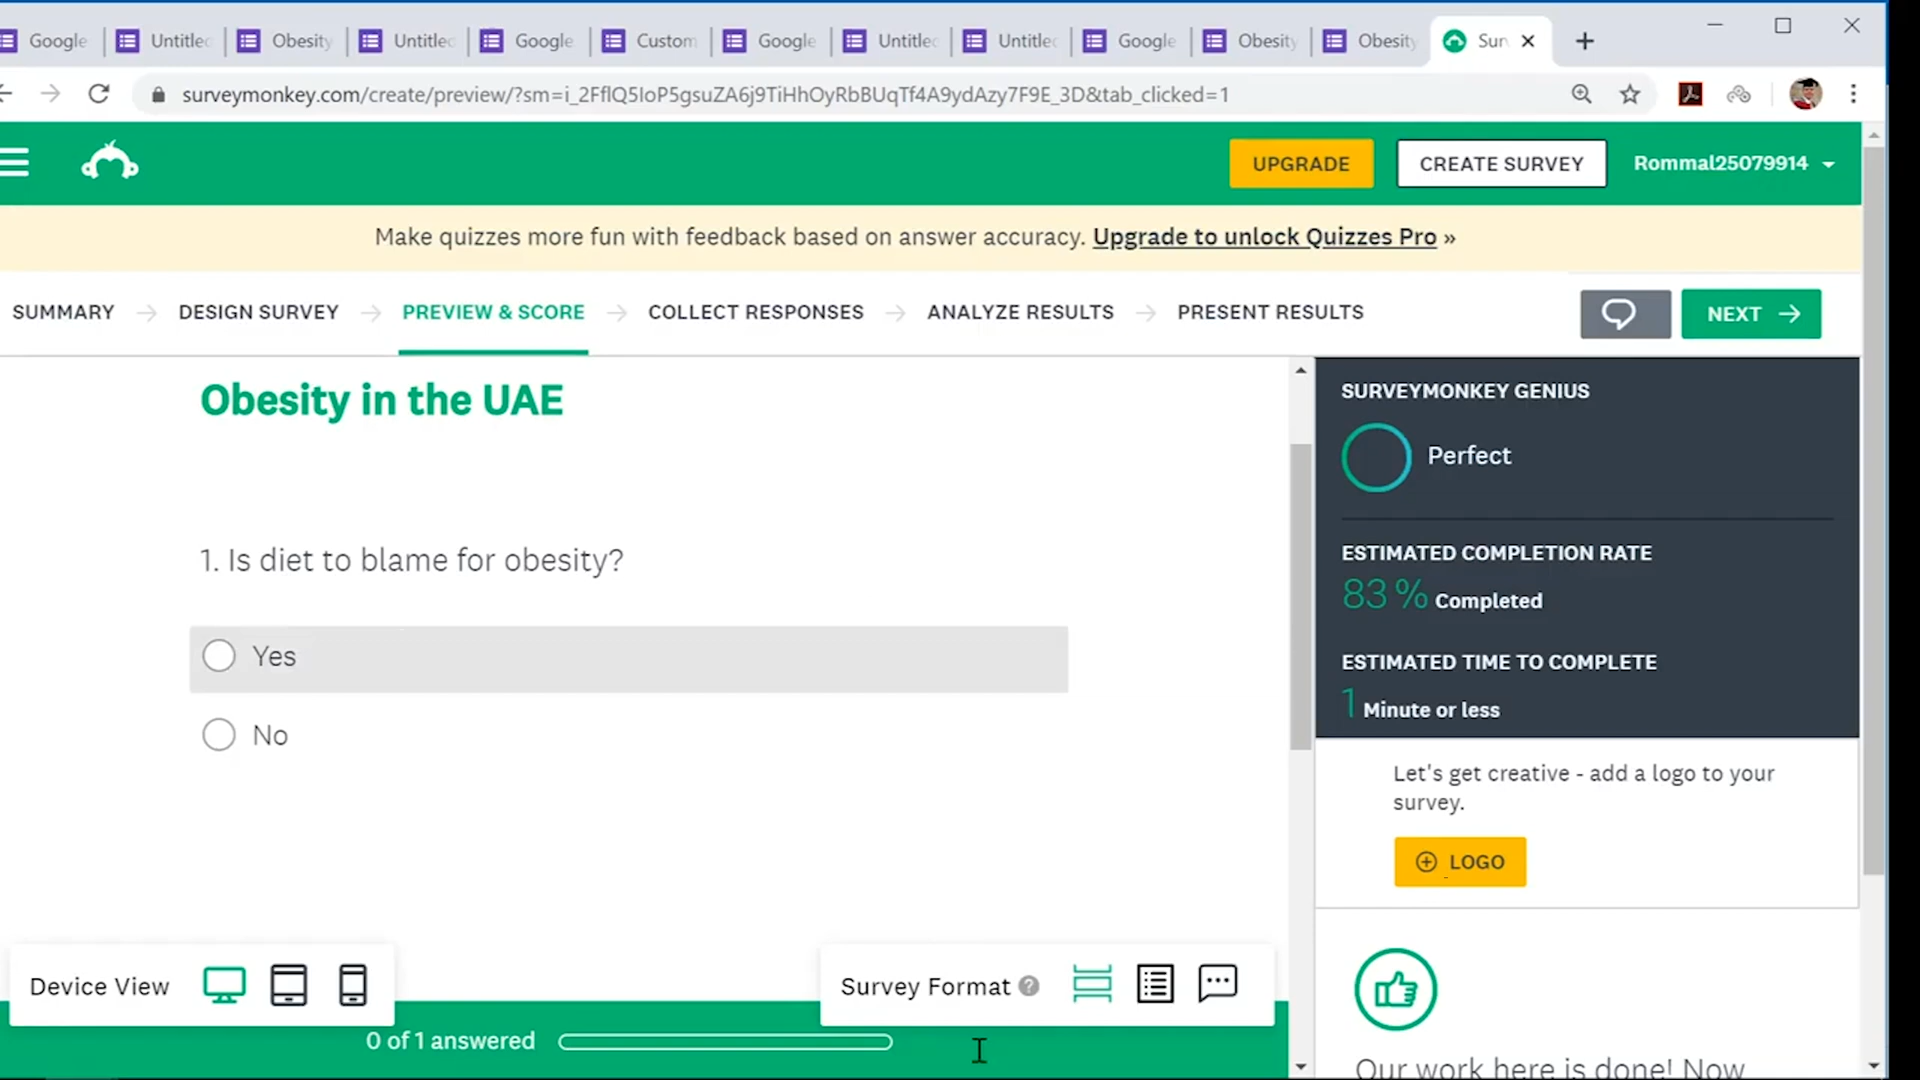 Google
Untitled
Obesity
Untitled
Google
Custom
Google
Untitled
Untitled
Google
Obesity
Obesity
Sur
surveymonkey.com/create/preview/?sm=i_2FflQ5IoP5gsuZA6j9TiHhOyRbBUqTf4A9ydAzy7F9E_3D&tab_clicked=1
UPGRADE
CREATE SURVEY
Rommal25079914
Make quizzes more fun with feedback based on answer accuracy. Upgrade to unlock Quizzes Pro »
SUMMARY
DESIGN SURVEY
PREVIEW & SCORE
COLLECT RESPONSES
ANALYZE RESULTS
PRESENT RESULTS
NEXT
Obesity in the UAE
1. Is diet to blame for obesity?
Yes
No
SURVEYMONKEY GENIUS
Perfect
ESTIMATED COMPLETION RATE
83 % Completed
ESTIMATED TIME TO COMPLETE
1 Minute or less
Let's get creative - add a logo to your
survey.
LOGO
Device View
Survey Format
0 of 1 answered
Our work here is done! Now